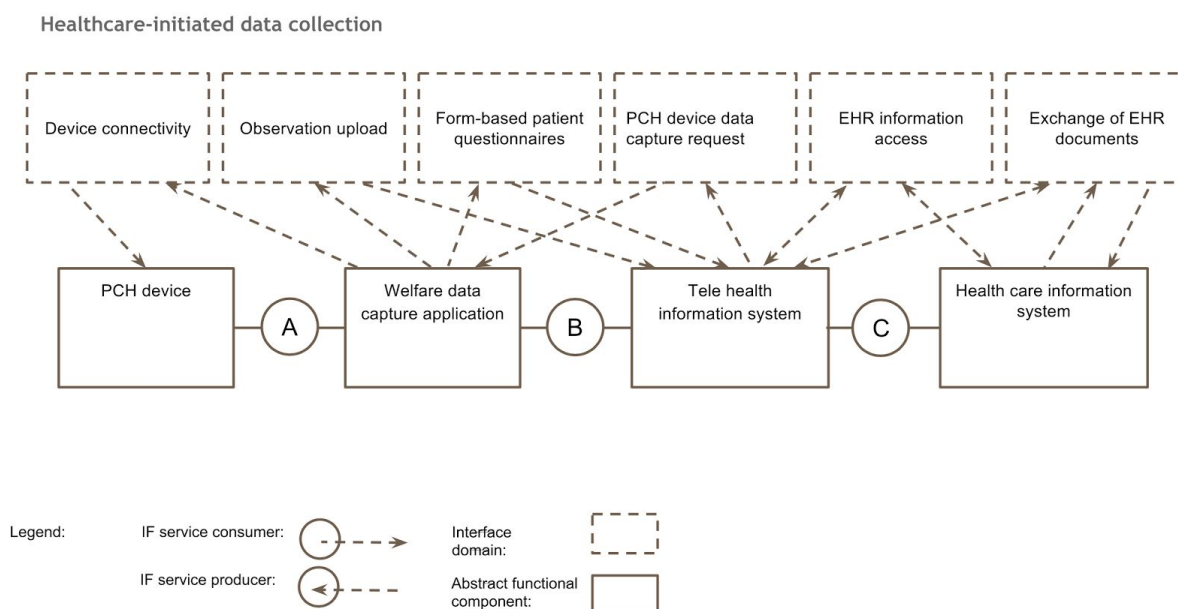 Healthcare-initiated data collection
Device connectivity
Observation upload
Form-based patient
questionnaires
PCH device data
capture request
EHR information
access
Exchange of EHR
documents
PCH device
Welfare data
capture application
Tele health
information system
Health care information
system
A
B
C
Legend:
IF service consumer:
IF service producer:
Interface
domain:
Abstract functional
component: